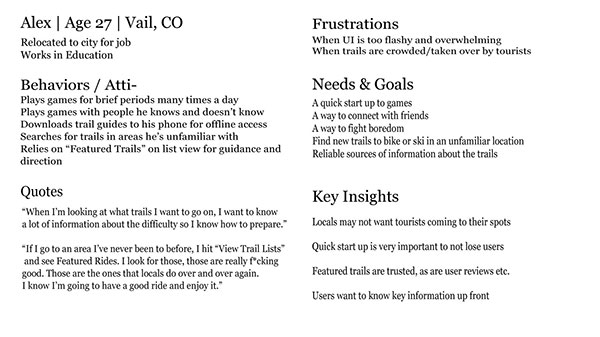 Alex | Age 27 | Vail, CO
Relocated to city for job
Works in Education
Behaviors / Atti-
Plays games for brief periods many times a day
Plays games with people he knows and doesn't know
Downloads trail guides to his phone for offline access
Searches for trails in areas he's unfamiliar with
Relies on “Featured Trails” on list view for guidance and
direction
Quotes
“When I'm looking at what trails I want to go on, I want to know
a lot of information about the difficulty so I know how to prepare.”
“If I go to an area I've never been to before, I hit “View Trail Lists”
and see Featured Rides. I look for those, those are really f*cking
good. Those are the ones that locals do over and over again.
I know I'm going to have a good ride and enjoy it.”
Frustrations
When UI is too flashy and overwhelming
When trails are crowded/taken over by tourists
Needs & Goals
A quick start up to games
A way to connect with friends
A way to fight boredom
Find new trails to bike or ski in an unfamiliar location
Reliable sources of information about the trails
Key Insights
Locals may not want tourists coming to their spots
Quick start up is very important to not lose users
Featured trails are trusted, as are user reviews etc.
Users want to know key information up front